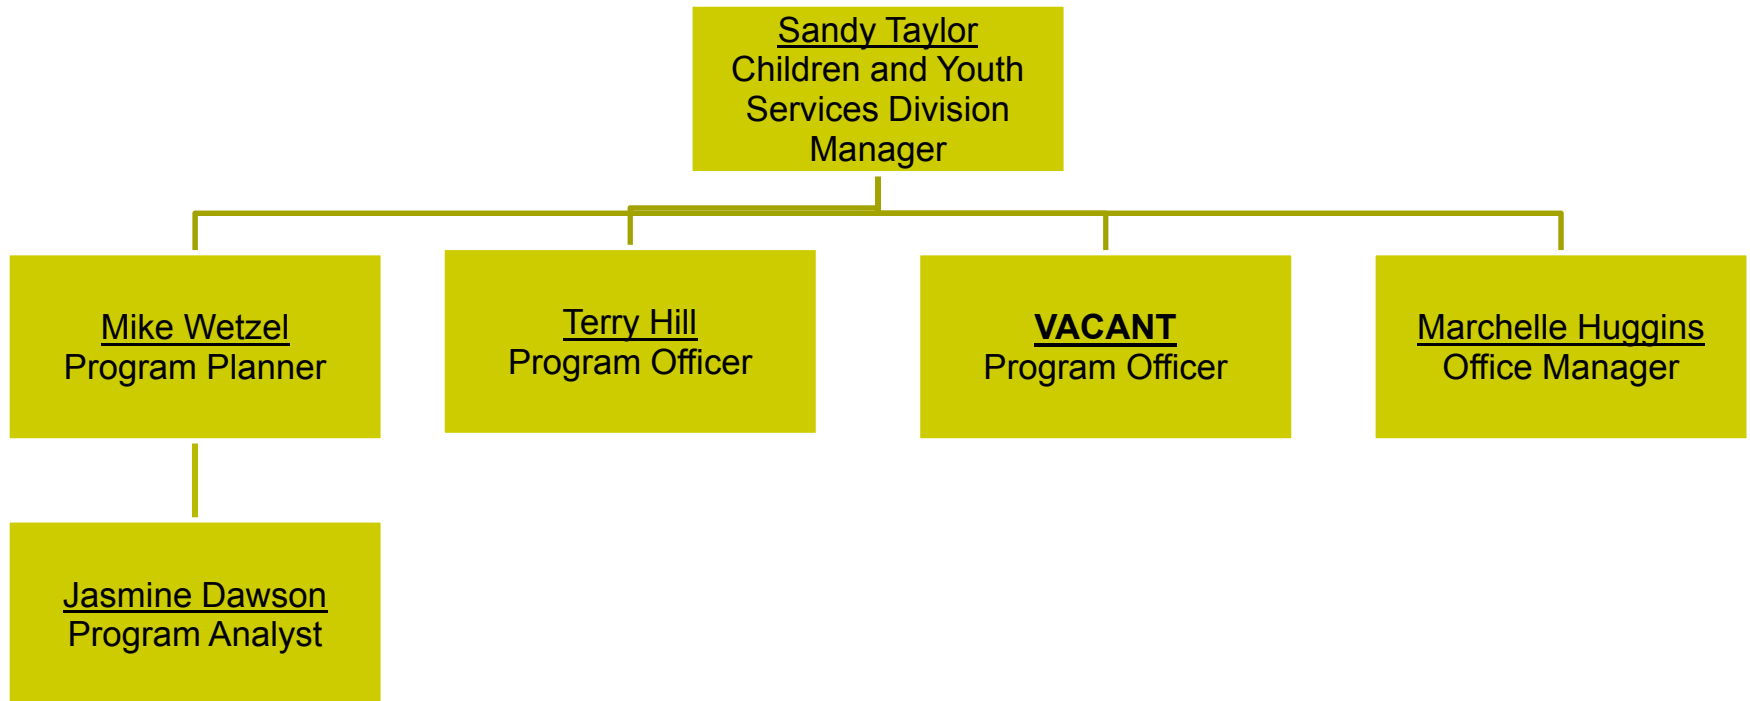 Sandy Taylor
Children and Youth
Services Division
Manager
Mike Wetzel
Program Planner
Terry Hill
Program Officer
VACANT
Program Officer
Marchelle Huggins
Office Manager
Jasmine Dawson
Program Analyst